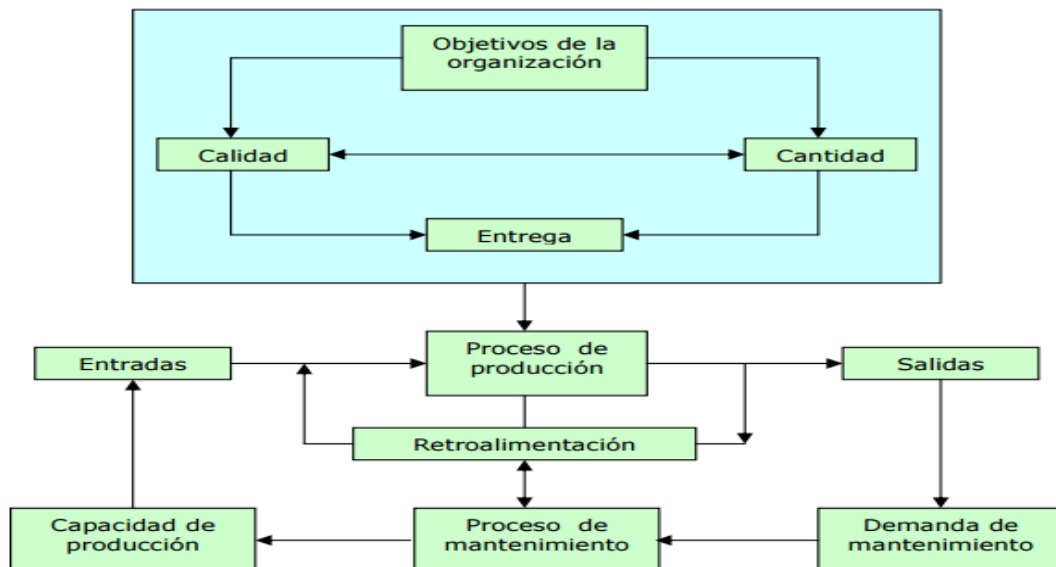 Objetivos de la
organización
Calidad
Cantidad
Entrega
Proceso de
producción
Entradas
Salidas
Retroalimentación
Capacidad de
producción
Proceso de
mantenimiento
Demanda de
mantenimiento